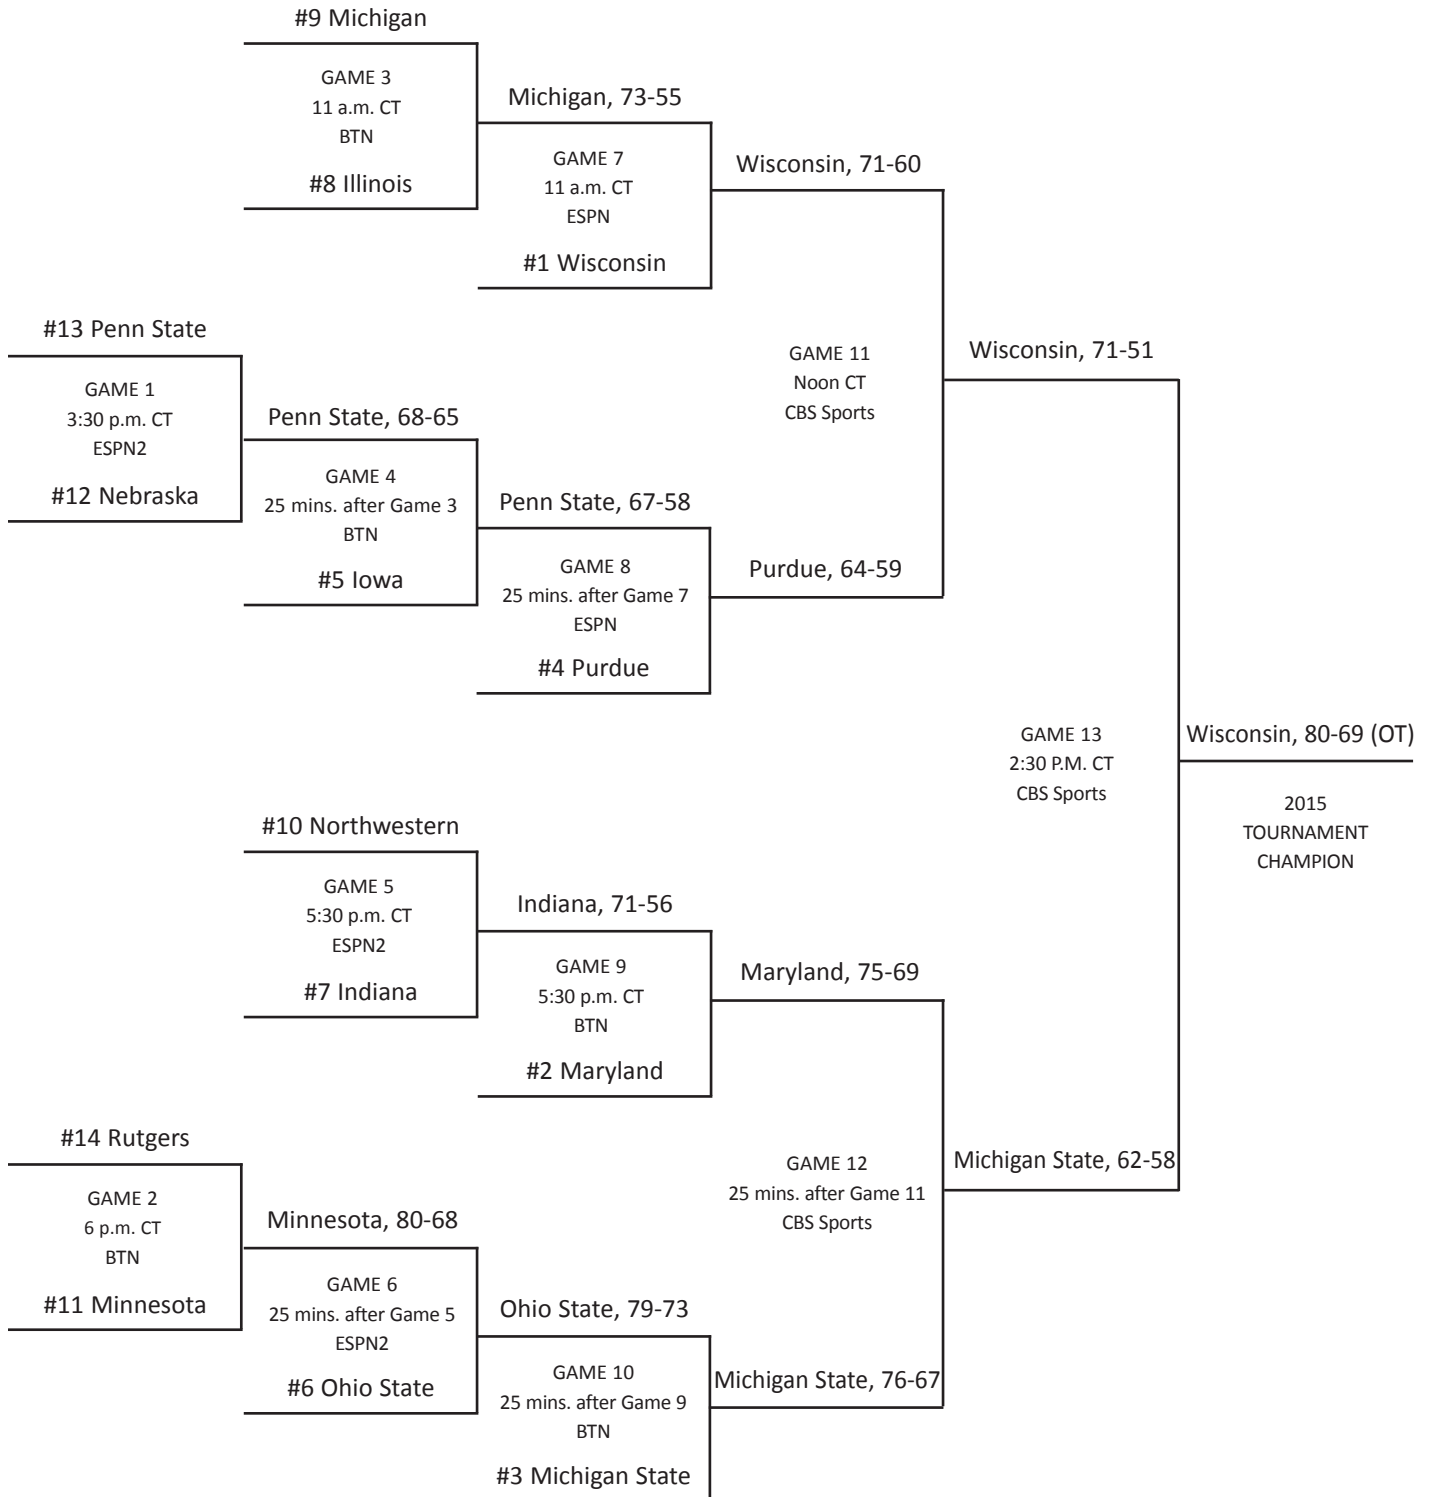 #9 Michigan
GAME 3
11 a.m. CT
BTN
#8 Illinois
Michigan, 73-55
GAME 7
11 a.m. CT
ESPN
#1 Wisconsin
Wisconsin, 71-60
#13 Penn State
GAME 1
3:30 p.m. CT
ESPN2
#12 Nebraska
Penn State, 68-65
GAME 4
25 mins. after Game 3
BTN
#5 Iowa
Penn State, 67-58
GAME 8
25 mins. after Game 7
ESPN
#4 Purdue
Purdue, 64-59
GAME 11
Noon CT
CBS Sports
Wisconsin, 71-51
#10 Northwestern
GAME 5
5:30 p.m. CT
ESPN2
#7 Indiana
Indiana, 71-56
GAME 9
5:30 p.m. CT
BTN
#2 Maryland
Maryland, 75-69
#14 Rutgers
GAME 2
6 p.m. CT
BTN
#11 Minnesota
Minnesota, 80-68
GAME 6
25 mins. after Game 5
ESPN2
#6 Ohio State
Ohio State, 79-73
GAME 10
25 mins. after Game 9
BTN
#3 Michigan State
Michigan State, 76-67
GAME 12
25 mins. after Game 11
CBS Sports
Michigan State, 62-58
GAME 13
2:30 P.M. CT
CBS Sports
Wisconsin, 80-69 (OT)
2015
TOURNAMENT
CHAMPION